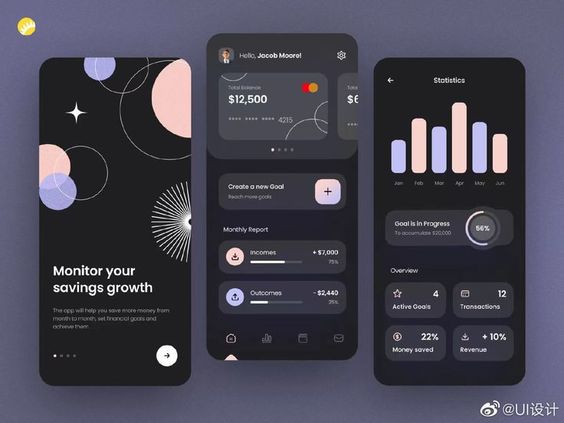 Monitor your
savings growth
The app will help you save more money from
month to month, set financial goals and
achieve them.
Hello, Jacob Moore!
Total Balance
$12,500
**** **** **** 4215
Total
$6
****
Create a new Goal
Reach more goals
Monthly Report
Incomes + $7,000
75%
Outcomes - $2,440
25%
Statistics
Jan Feb Mar Apr May Jun
Goal is in Progress
To accumulate $20,000
56%
Overview
4
Active Goals
12
Transactions
22%
Money saved
+ 10%
Revenue
@UI设计